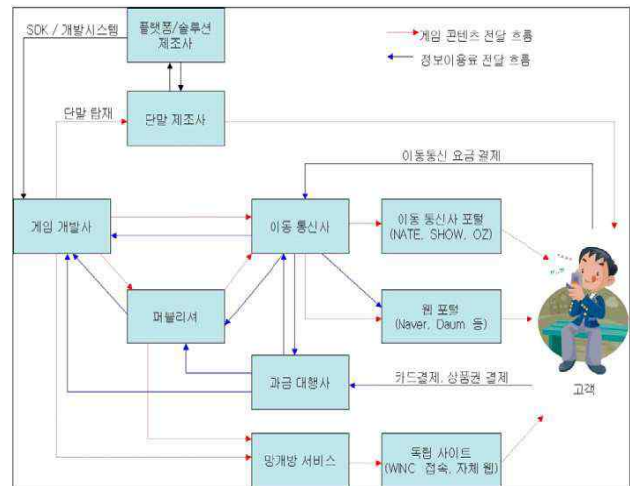 SDK / 개발시스템
플랫폼/솔루션
제조사
게임 콘텐츠 전달 흐름
정보이용료 전달 흐름
단말 탑재
단말 제조사
이동통신 요금 결제
게임 개발사
이동 통신사
이동 통신사 포털
(NATE, SHOW, OZ)
퍼블리셔
웹 포털
(Naver, Daum 등)
과금 대행사
카드결제, 상품권 결제
고객
망개방 서비스
독립 사이트
(WINC 접속, 자체 웹)